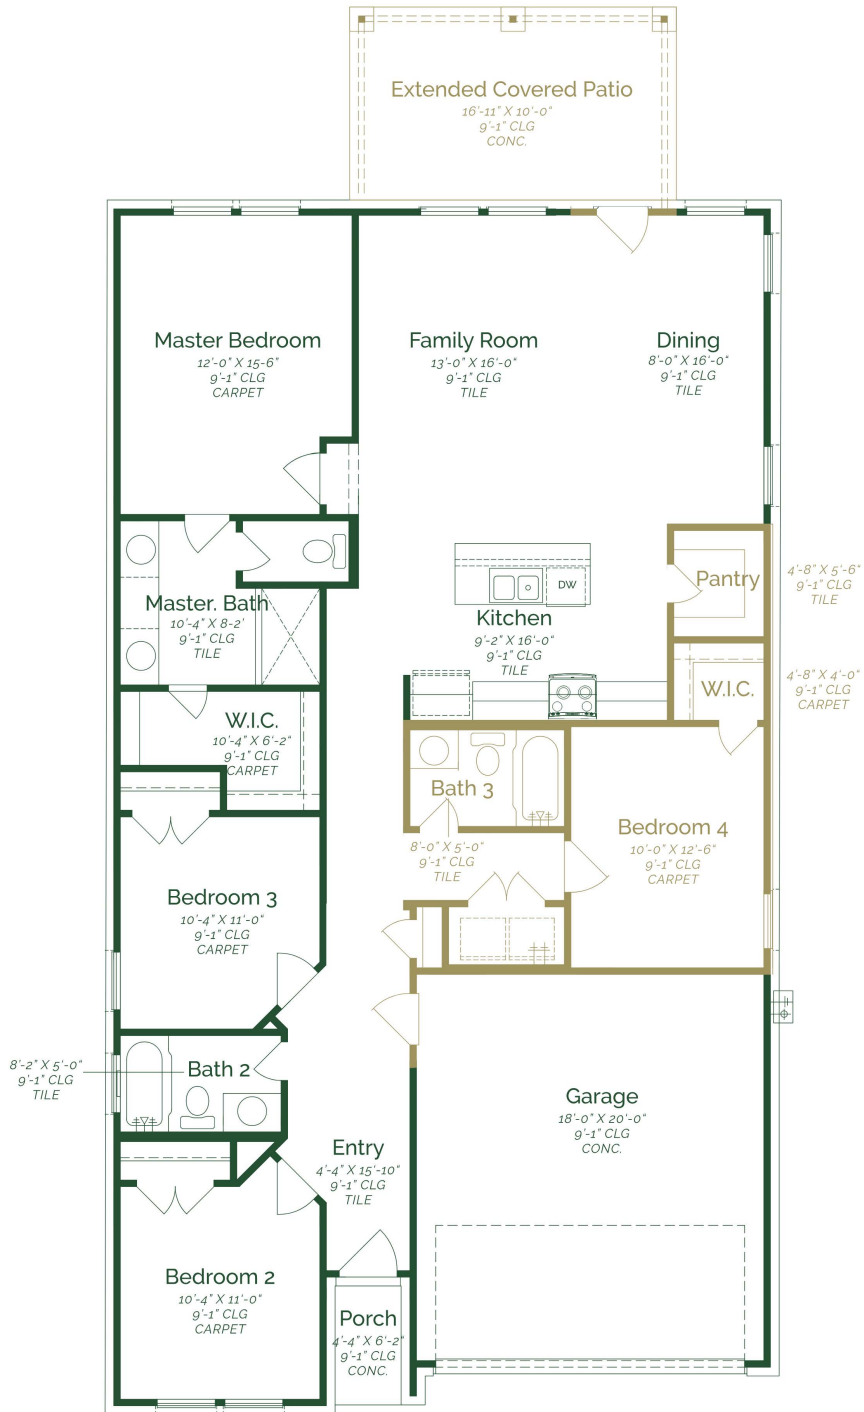 Extended Covered Patio
16'-11" X 10'-0"
9'-1" CLG
CONC.
Master Bedroom
12'-0" X 15-6"
9'-1" CLG
CARPET
Family Room
13'-0" X 16'-0"
9'-1" CLG
TILE
Dining
8'-0" X 16'-0"
9'-1" CLG
TILE
Pantry
4'-8" X 5'-6"
9'-1" CLG
TILE
DW
Kitchen
9'-2" X 16'-0"
9'-1" CLG
TILE
Master. Bath
10'-4" X 8-2'
9'-1" CLG
TILE
W.I.C.
4'-8" X 4'-0"
9'-1" CLG
CARPET
W.I.C.
10'-4" X 6'-2"
9'-1" CLG
CARPET
Bath 3
8'-0" X 5'-0"
9'-1" CLG
TILE
Bedroom 4
10'-0" X 12'-6"
9'-1" CLG
CARPET
Bedroom 3
10'-4" X 11'-0"
9'-1" CLG
CARPET
Bath 2
8'-2" X 5'-0"
9'-1" CLG
TILE
Garage
18'-0" X 20'-0"
9'-1" CLG
CONC.
Entry
4'-4" X 15'-10"
9'-1" CLG
TILE
Bedroom 2
10'-4" X 11'-0"
9'-1" CLG
CARPET
Porch
4'-4" X 6'-2"
9'-1" CLG
CONC.